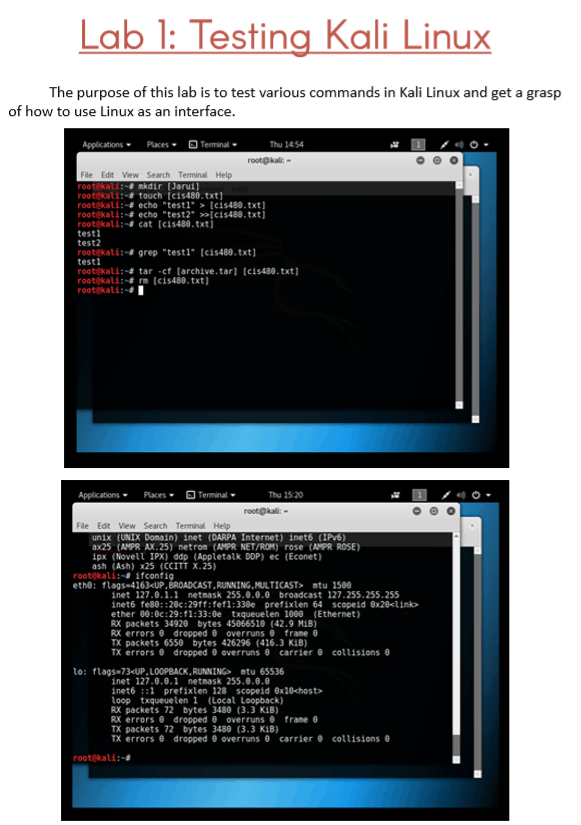 Lab 1: Testing Kali Linux
The purpose of this lab is to test various commands in Kali Linux and get a grasp
of how to use Linux as an interface.
Applications Places Terminal Thu 14:54 1
root@kali: ~
File Edit View Search Terminal Help
root@kali:~# mkdir [Jarui]
root@kali:~# touch [cis480.txt]
root@kali:~# echo "test1" > [cis480.txt]
root@kali:~# echo "test2" >>[cis480.txt]
root@kali:~# cat [cis480.txt]
test1
test2
root@kali:~# grep "test1" [cis480.txt]
test1
root@kali:~# tar -cf [archive.tar] [cis480.txt]
root@kali:~# rm [cis480.txt]
root@kali:~#
Applications Places Terminal Thu 15:20 1
root@kali: ~
File Edit View Search Terminal Help
unix (UNIX Domain) inet (DARPA Internet) inet6 (IPv6)
ax25 (AMPR AX.25) netrom (AMPR NET/ROM) rose (AMPR ROSE)
ipx (Novell IPX) ddp (Appletalk DDP) ec (Econet)
ash (Ash) x25 (CCITT X.25)
root@kali:~# ifconfig
eth0: flags=4163<UP,BROADCAST,RUNNING,MULTICAST> mtu 1500
inet 127.0.1.1 netmask 255.0.0.0 broadcast 127.255.255.255
inet6 fe80::20c:29ff:fef1:330e prefixlen 64 scopeid 0x20<link>
ether 00:0c:29:f1:33:0e txqueuelen 1000 (Ethernet)
RX packets 34920 bytes 45066510 (42.9 MiB)
RX errors 0 dropped 0 overruns 0 frame 0
TX packets 6550 bytes 426296 (416.3 KiB)
TX errors 0 dropped 0 overruns 0 carrier 0 collisions 0
lo: flags=73<UP,LOOPBACK,RUNNING> mtu 65536
inet 127.0.0.1 netmask 255.0.0.0
inet6 ::1 prefixlen 128 scopeid 0x10<host>
loop txqueuelen 1 (Local Loopback)
RX packets 72 bytes 3480 (3.3 KiB)
RX errors 0 dropped 0 overruns 0 frame 0
TX packets 72 bytes 3480 (3.3 KiB)
TX errors 0 dropped 0 overruns 0 carrier 0 collisions 0
root@kali:~#